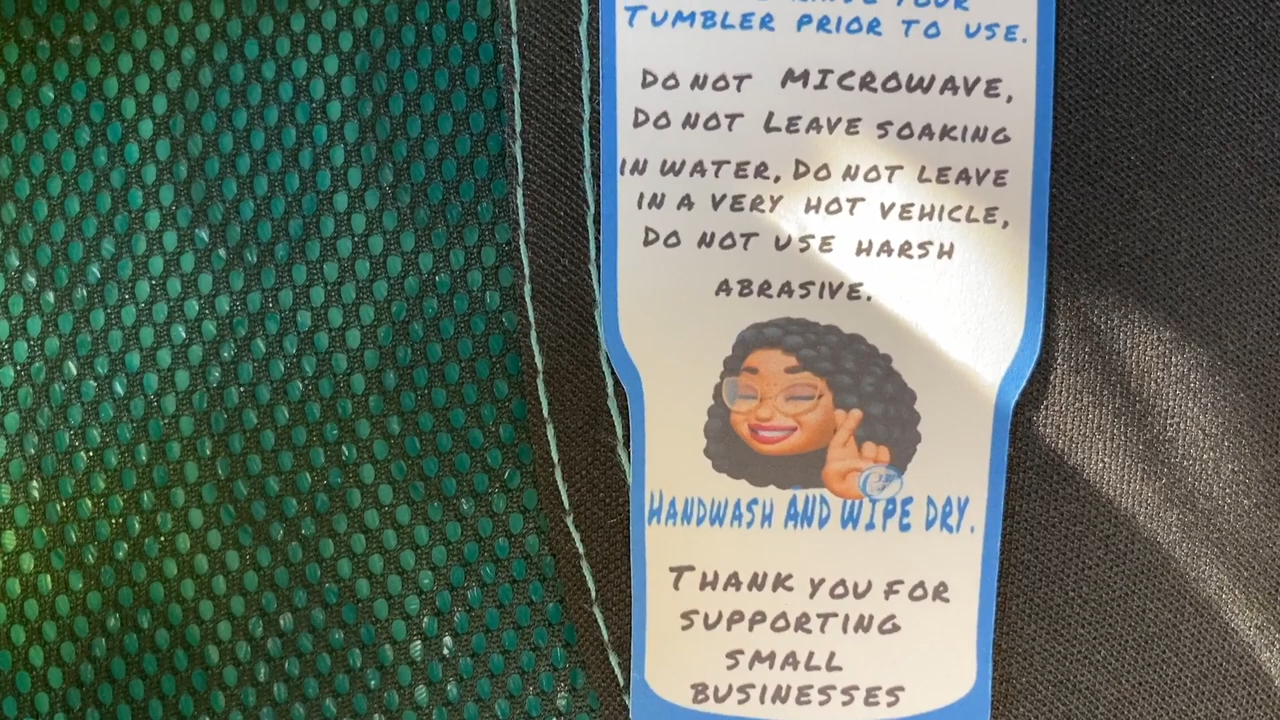 YOUR
TUMBLER PRIOR TO USE.
DO NOT MICROWAVE,
DO NOT LEAVE SOAKING
IN WATER, DO NOT LEAVE
IN A VERY HOT VEHICLE,
DO NOT USE HARSH
ABRASIVE.
HANDWASH AND WIPE DRY.
THANK YOU FOR
SUPPORTING
SMALL
BUSINESSES